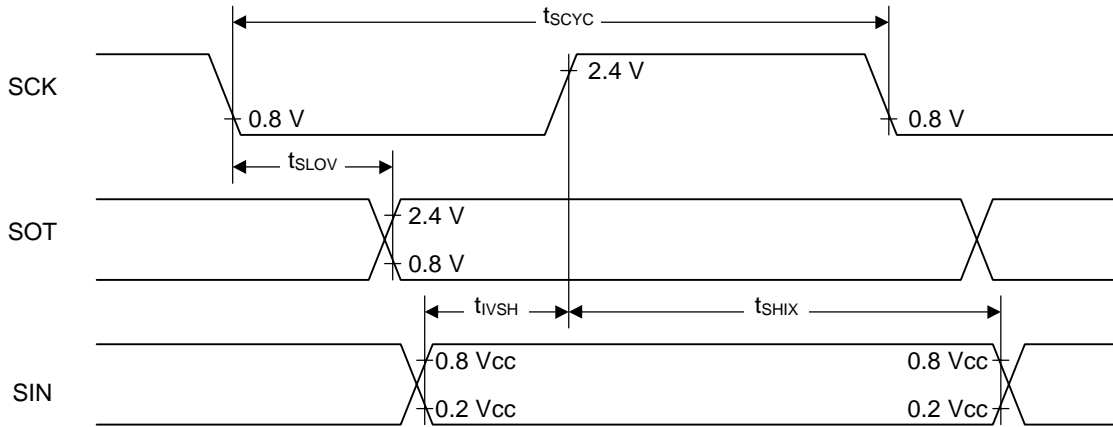 tSCYC
SCK
2.4 V
0.8 V
0.8 V
tSLOV
SOT
2.4 V
0.8 V
tIVSH
tSHIX
SIN
0.8 Vcc
0.8 Vcc
0.2 Vcc
0.2 Vcc